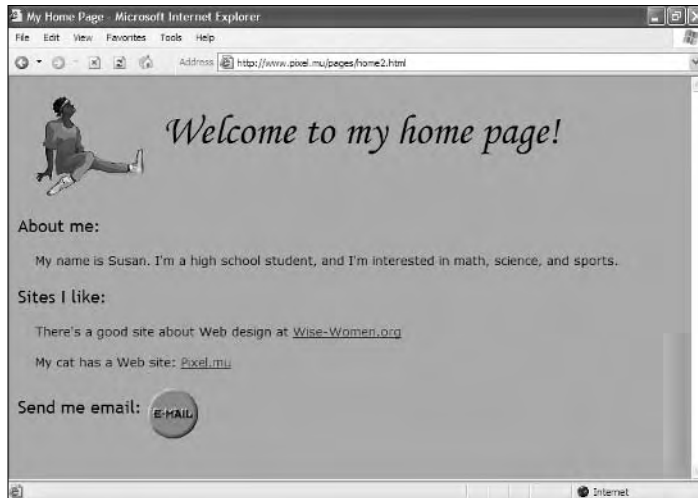 My Home Page - Microsoft Internet Explorer
File Edit View Favorites Tools Help
Address http://www.pixel.mu/pages/home2.html
Welcome to my home page!
About me:
My name is Susan. I'm a high school student, and I'm interested in math, science, and sports.
Sites I like:
There's a good site about Web design at Wise-Women.org
My cat has a Web site: Pixel.mu
Send me email: E-MAIL
Internet